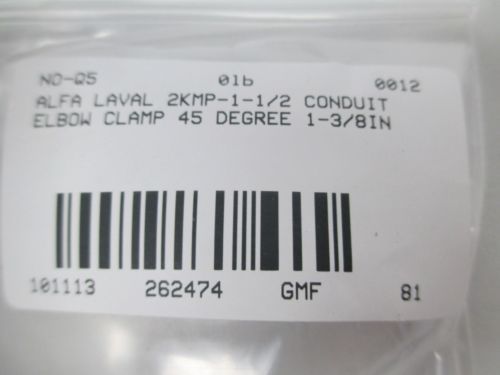 NO-Q5 01b 0012
ALFA LAVAL 2KMP-1-1/2 CONDUIT
ELBOW CLAMP 45 DEGREE 1-3/8IN
101113 262474 GMF 81